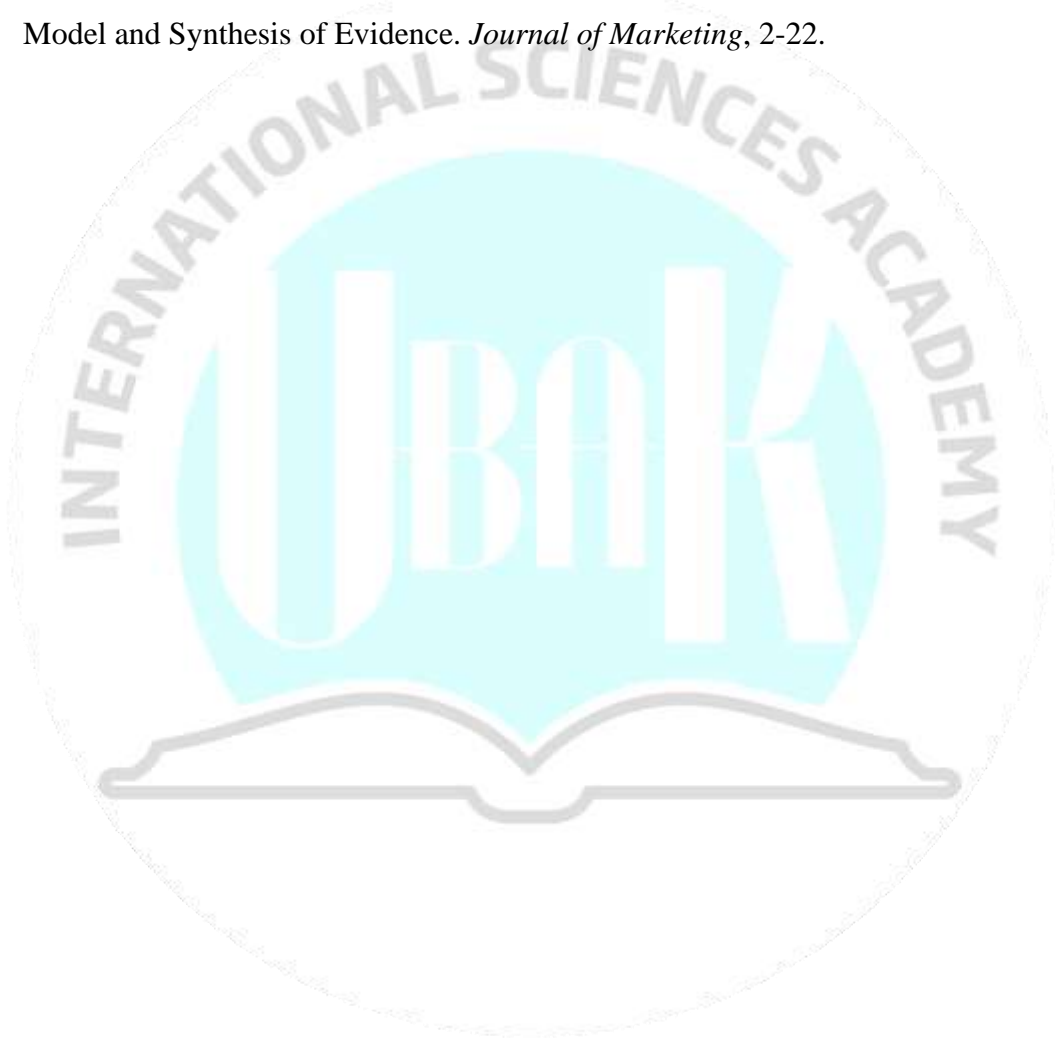 Model and Synthesis of Evidence. Journal of Marketing, 2-22.
INTERNATIONAL SCIENCES ACADEMY
UBAK